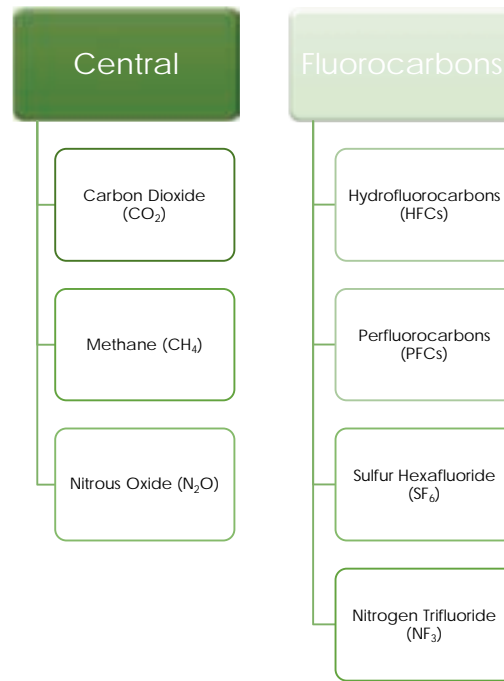 Central
Carbon Dioxide
(CO₂)
Methane (CH₄)
Nitrous Oxide (N₂O)
Fluorocarbons
Hydrofluorocarbons
(HFCs)
Perfluorocarbons
(PFCs)
Sulfur Hexafluoride
(SF₆)
Nitrogen Trifluoride
(NF₃)